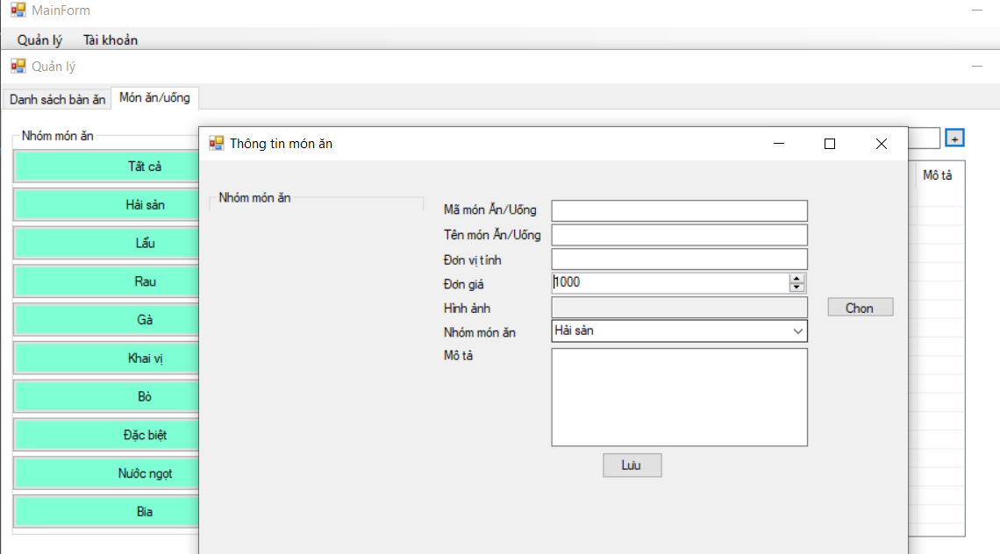 MainForm
Quản lý Tài khoản
Quản lý
Danh sách bàn ăn Món ăn/uống
Nhóm món ăn
Tất cả
Hải sản
Lẩu
Rau
Gà
Khai vị
Bò
Đặc biệt
Nước ngọt
Bia
+
Mô tả
Thông tin món ăn
Nhóm món ăn
Mã món Ăn/Uống
Tên món Ăn/Uống
Đơn vị tính
Đơn giá 1000
Hình ảnh Chon
Nhóm món ăn Hải sản
Mô tả
Lưu